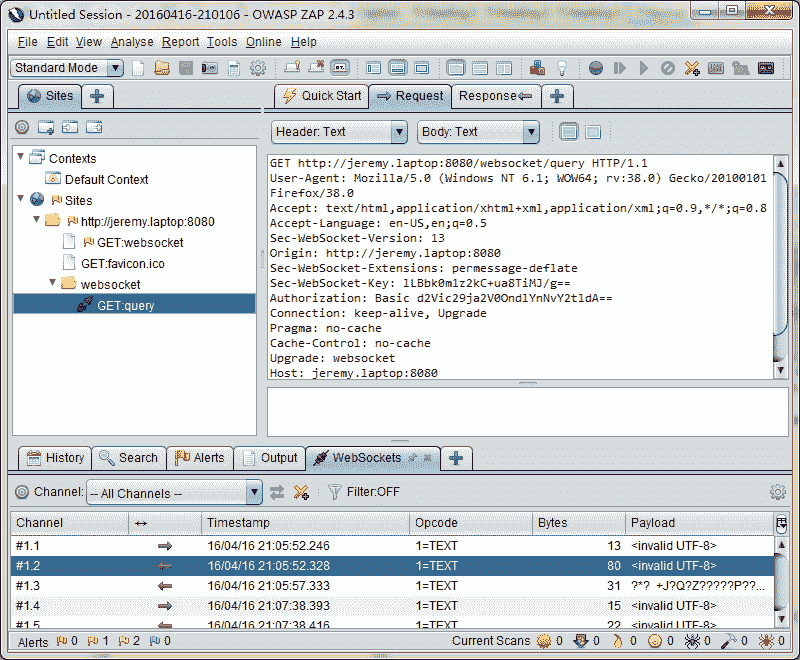 Untitled Session - 20160416-210106 - OWASP ZAP 2.4.3
File Edit View Analyse Report Tools Online Help
Standard Mode
Sites
Quick Start
Request
Response
Header: Text
Body: Text
Contexts
Default Context
Sites
http://jeremy.laptop:8080
GET:websocket
GET:favicon.ico
websocket
GET:query
GET http://jeremy.laptop:8080/websocket/query HTTP/1.1
User-Agent: Mozilla/5.0 (Windows NT 6.1; WOW64; rv:38.0) Gecko/20100101
Firefox/38.0
Accept: text/html,application/xhtml+xml,application/xml;q=0.9,*/*;q=0.8
Accept-Language: en-US,en;q=0.5
Sec-WebSocket-Version: 13
Origin: http://jeremy.laptop:8080
Sec-WebSocket-Extensions: permessage-deflate
Sec-WebSocket-Key: lLBbk0m1z2kC+ua8TiMJ/g==
Authorization: Basic d2Vic29ja2V0OndlYnNvY2tldA==
Connection: keep-alive, Upgrade
Pragma: no-cache
Cache-Control: no-cache
Upgrade: websocket
Host: jeremy.laptop:8080
History
Search
Alerts
Output
WebSockets
Channel: -- All Channels --
Filter:OFF
Channel ↔ Timestamp Opcode Bytes Payload
#1.1 16/04/16 21:05:52.246 1=TEXT 13 <invalid UTF-8>
#1.2 16/04/16 21:05:52.328 1=TEXT 80 <invalid UTF-8>
#1.3 16/04/16 21:05:57.333 1=TEXT 31 ?*? +J?Q?Z?????P??...
#1.4 16/04/16 21:07:38.393 1=TEXT 15 <invalid UTF-8>
#1.5 16/04/16 21:07:38.416 1=TEXT 22 <invalid UTF-8>
Alerts 0 1 2 0 Current Scans 0 0 0 0 0 0 0